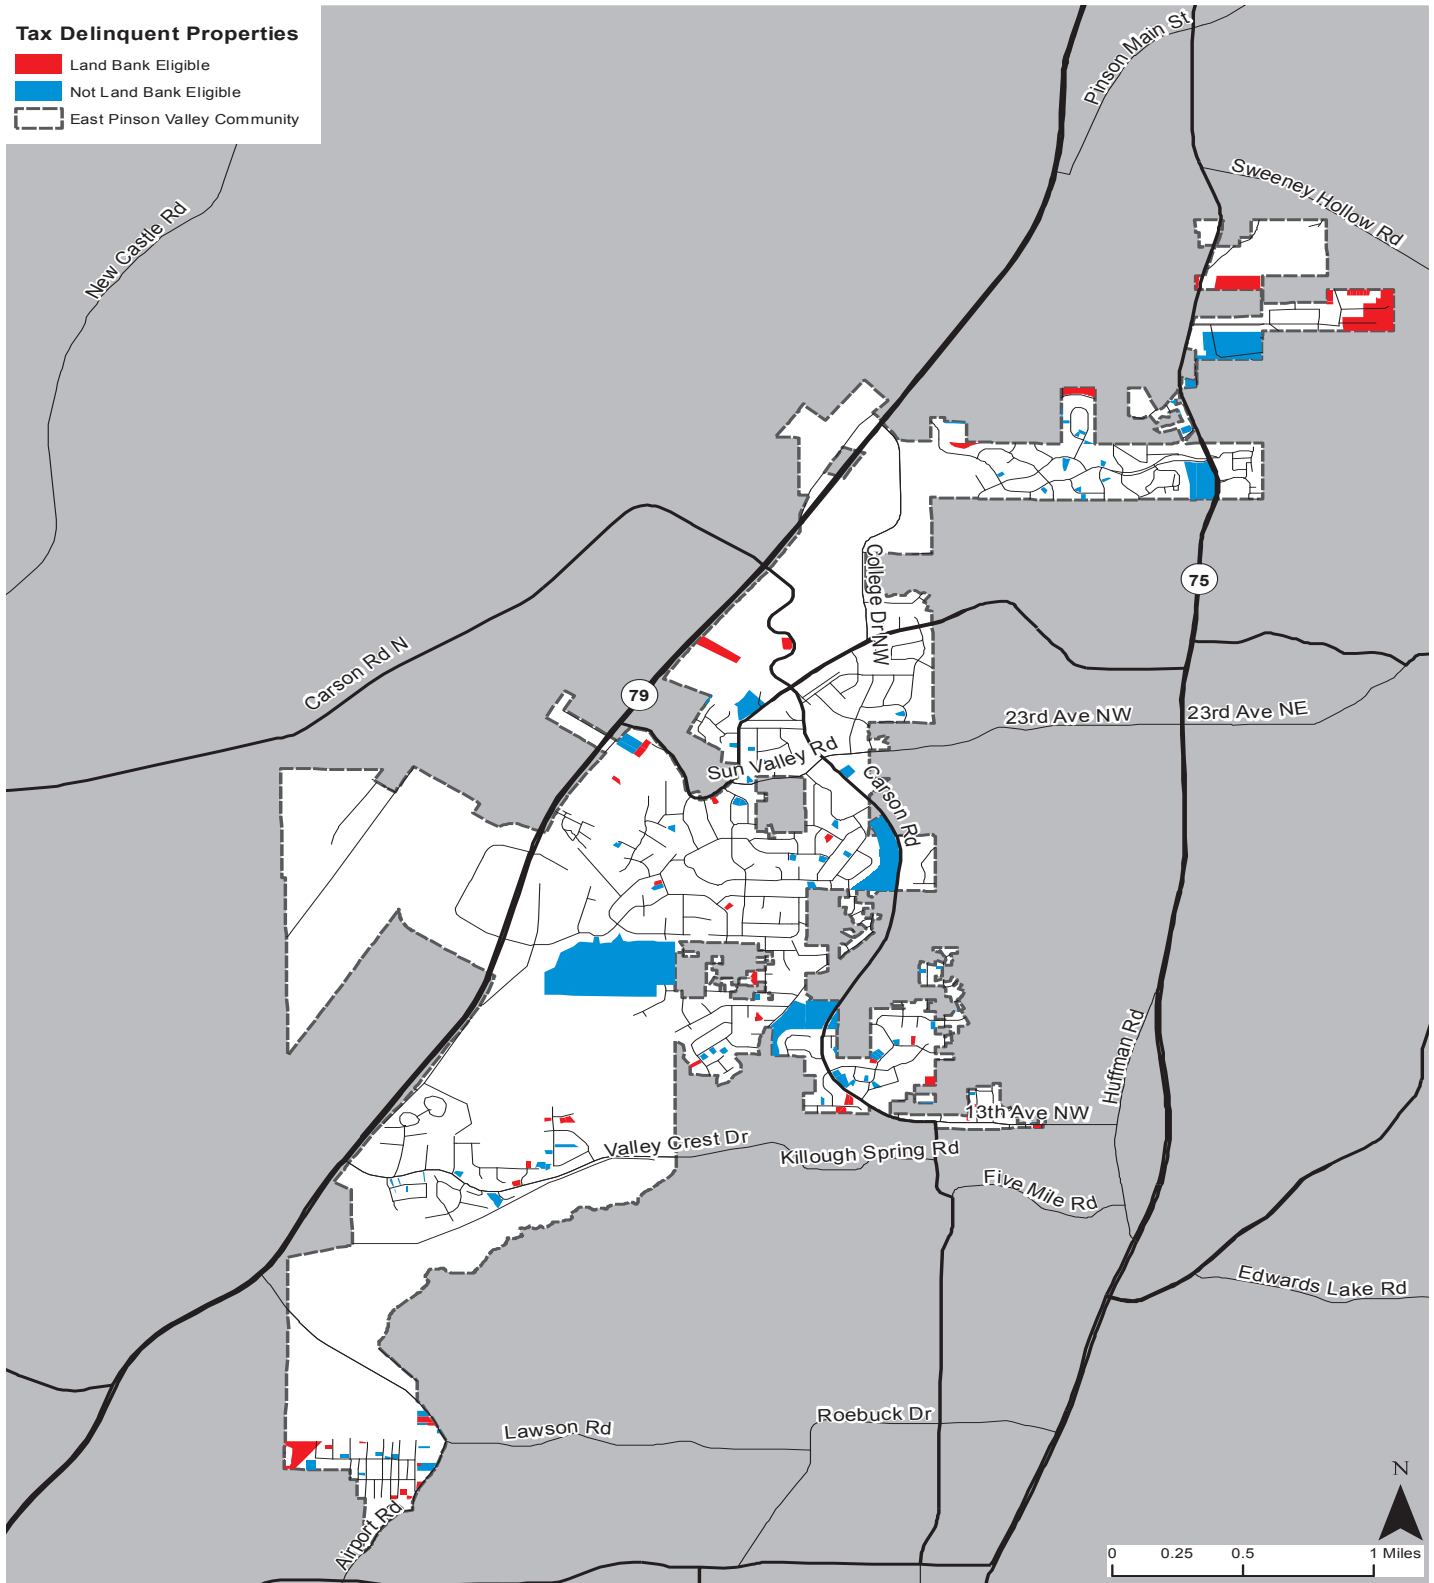 Tax Delinquent Properties
Land Bank Eligible
Not Land Bank Eligible
East Pinson Valley Community
Pinson Main St
Sweeney Hollow Rd
New Castle Rd
College Dr NW
75
Carson Rd N
79
23rd Ave NW
23rd Ave NE
Sun Valley Rd
Carson Rd
Huffman Rd
13th Ave NW
Valley Crest Dr
Killough Spring Rd
Five Mile Rd
Edwards Lake Rd
Roebuck Dr
Lawson Rd
Airport Rd
N
0 0.25 0.5 1 Miles